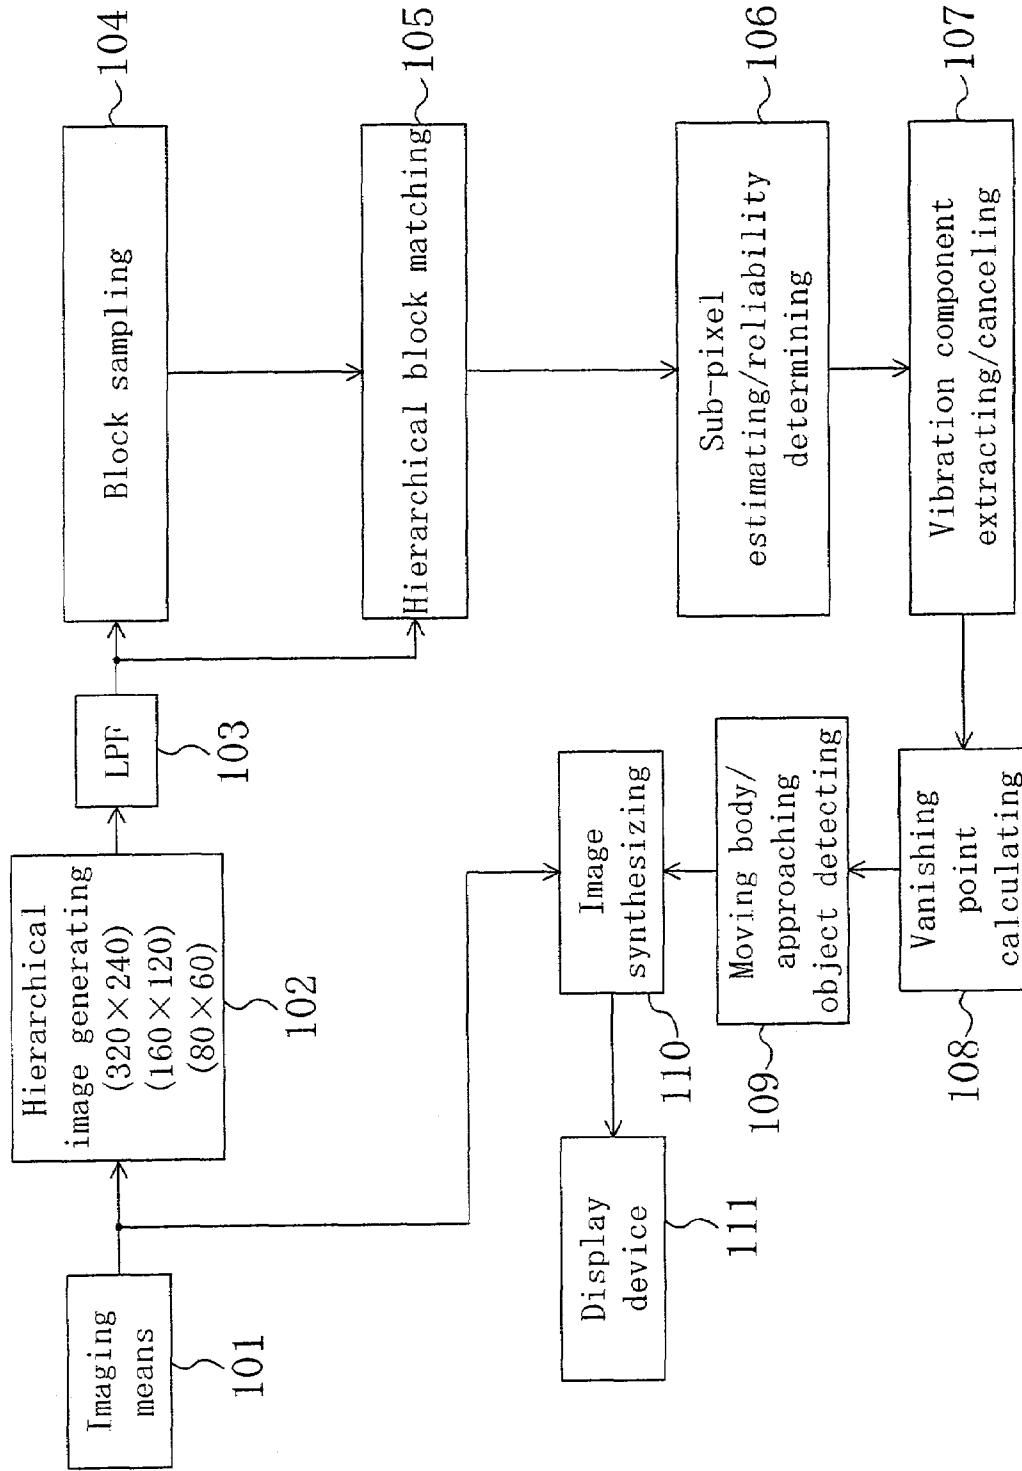 Imaging
means
101
Hierarchical
image generating
(320×240)
(160×120)
(80×60)
102
LPF
103
Block sampling
104
Hierarchical block matching
105
Sub-pixel
estimating/reliability
determining
106
Vibration component
extracting/canceling
107
Vanishing
point
calculating
108
Moving body/
approaching
object detecting
109
Image
synthesizing
110
Display
device
111